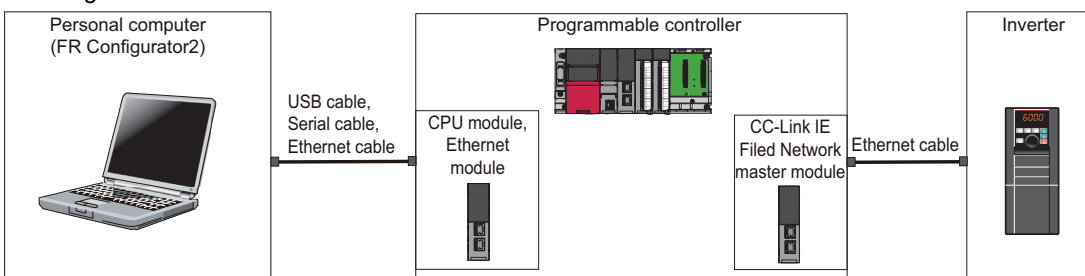 Personal computer
(FR Configurator2)
USB cable,
Serial cable,
Ethernet cable
Programmable controller
CPU module,
Ethernet
module
CC-Link IE
Filed Network
master module
Ethernet cable
Inverter
6000